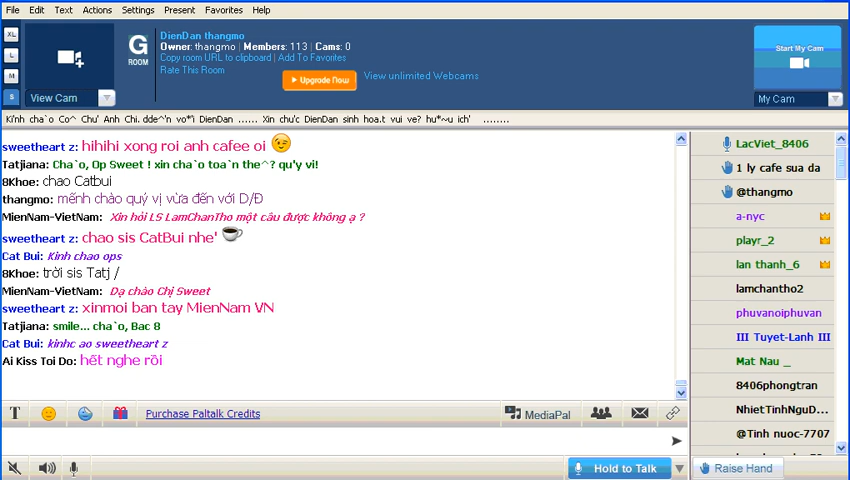 File Edit Text Actions Settings Present Favorites Help
XL
L
M
S
View Cam
G
ROOM
DienDan thangmo
Owner: thangmo | Members: 113 | Cams: 0
Copy room URL to clipboard | Add To Favorites
Rate This Room
Upgrade Now
View unlimited Webcams
Start My Cam
My Cam
Ki'nh cha`o Co^ Chu' Anh Chi. dde^'n vo*'i DienDan ...... Xin chu'c DienDan sinh hoa.t vui ve? hu*~u ich' ........
sweetheart z: hihihi xong roi anh cafee oi
Tatjiana: Cha`o, Op Sweet ! xin cha`o toa`n the^? qu'y vi!
8Khoe: chao Catbui
thangmo: mếnh chào quý vị vừa đến với D/Đ
MienNam-VietNam: Xin hỏi LS LamChanTho một câu được không ạ ?
sweetheart z: chao sis CatBui nhe'
Cat Bui: Kinh chao ops
8Khoe: trời sis Tatj /
MienNam-VietNam: Dạ chào Chị Sweet
sweetheart z: xinmoi ban tay MienNam VN
Tatjiana: smile... cha`o, Bac 8
Cat Bui: kinhc ao sweetheart z
Ai Kiss Toi Do: hết nghe rồi
LacViet_8406
1 ly cafe sua da
@thangmo
a-nyc
playr_2
lan thanh_6
lamchantho2
phuvanoiphuvan
III Tuyet-Lanh III
Mat Nau _
8406phongtran
NhietTinhNguD...
@Tinh nuoc-7707
T
Purchase Paltalk Credits
MediaPal
Hold to Talk
Raise Hand